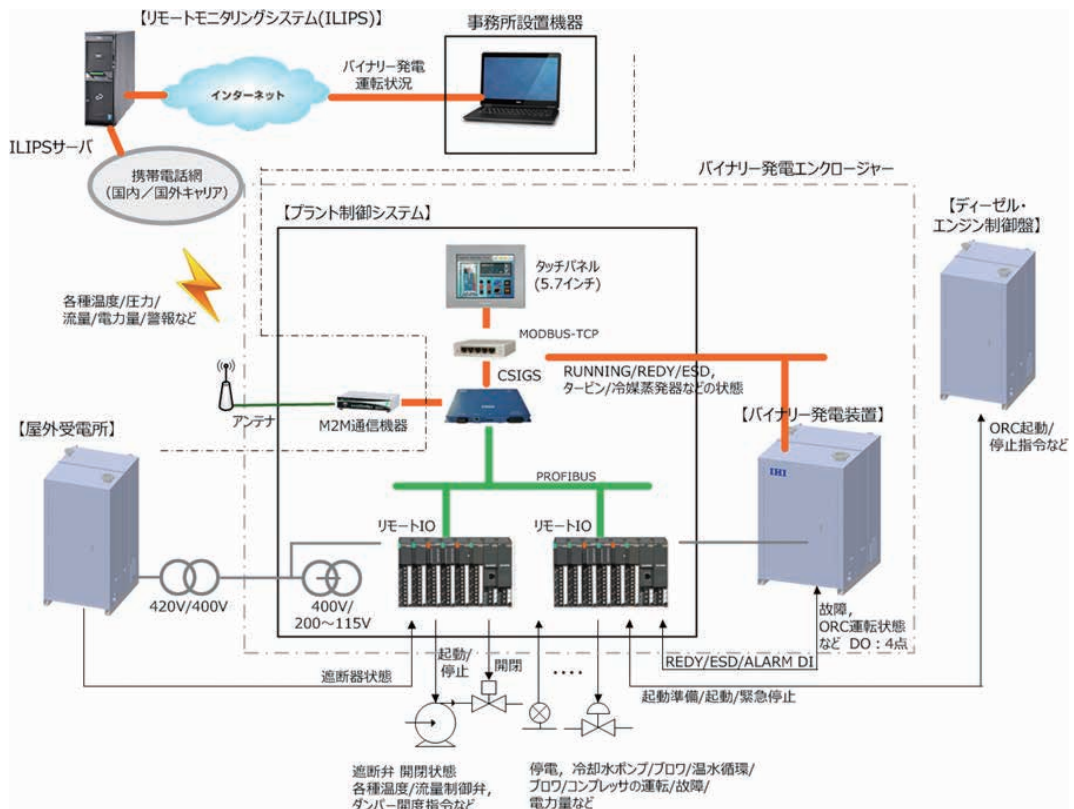 【リモートモニタリングシステム(ILIPS)】
事務所設置機器
バイナリー発電
運転状況
インターネット
ILIPSサーバ
携帯電話網
(国内／国外キャリア)
バイナリー発電エンクロージャー
【プラント制御システム】
【ディーゼル・
エンジン制御盤】
タッチパネル
(5.7インチ)
各種温度/圧力/
流量/電力量/警報など
MODBUS-TCP
CSIGS
RUNNING/REDY/ESD,
タービン/冷媒蒸発器などの状態
アンテナ
M2M通信機器
【屋外受電所】
【バイナリー発電装置】
ORC起動/
停止指令など
IHI
PROFIBUS
リモートIO
リモートIO
420V/400V
400V/
200～115V
故障,
ORC運転状態
など DO：4点
起動/
停止
開閉
REDY/ESD/ALARM DI
遮断器状態
起動準備/起動/緊急停止
遮断弁 開閉状態
各種温度/流量制御弁,
ダンパー開度指令など
停電，冷却水ポンプ/ブロワ/温水循環/
ブロワ/コンプレッサの運転/故障/
電力量など